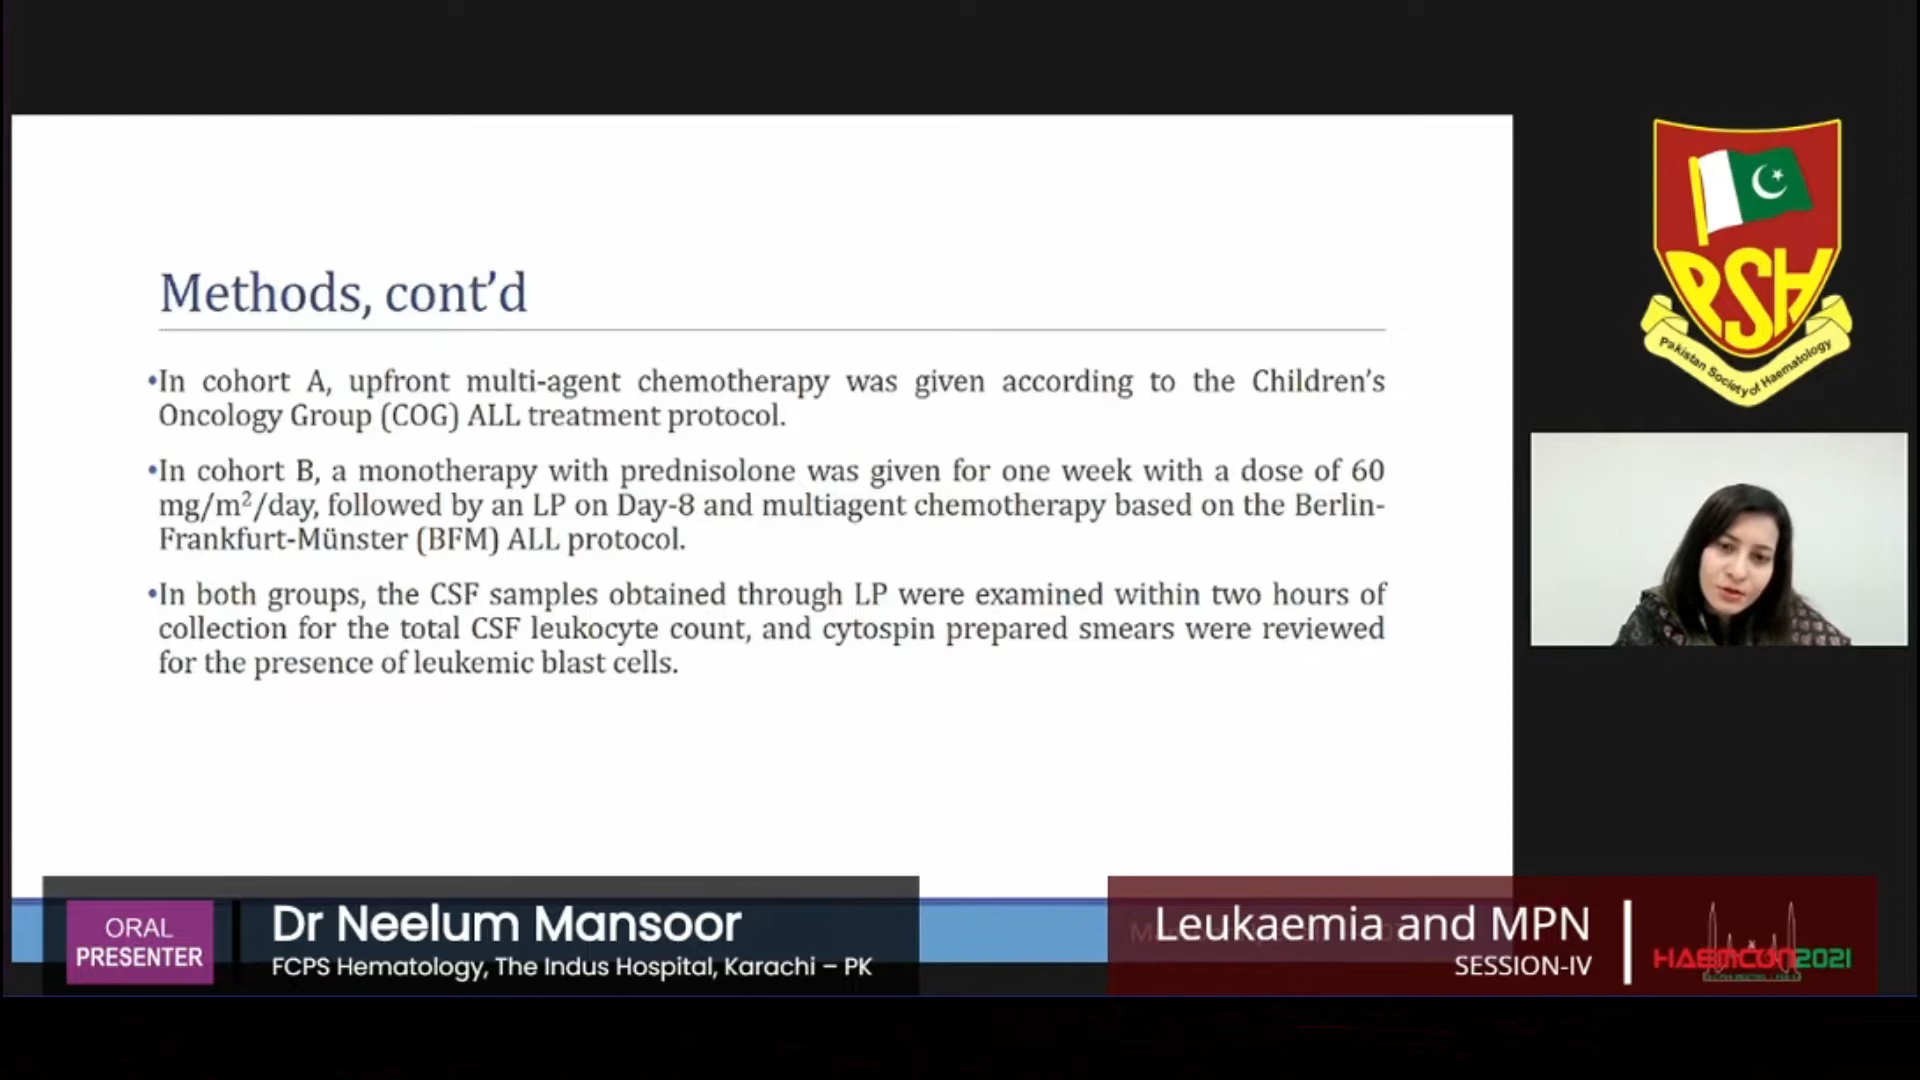 Methods, cont’d
•In cohort A, upfront multi-agent chemotherapy was given according to the Children’s
Oncology Group (COG) ALL treatment protocol.
•In cohort B, a monotherapy with prednisolone was given for one week with a dose of 60
mg/m²/day, followed by an LP on Day-8 and multiagent chemotherapy based on the Berlin-
Frankfurt-Münster (BFM) ALL protocol.
•In both groups, the CSF samples obtained through LP were examined within two hours of
collection for the total CSF leukocyte count, and cytospin prepared smears were reviewed
for the presence of leukemic blast cells.
PSH
Pakistan Society of Haematology
ORAL
PRESENTER
Dr Neelum Mansoor
FCPS Hematology, The Indus Hospital, Karachi – PK
Leukaemia and MPN
SESSION-IV
HAEMCON2021